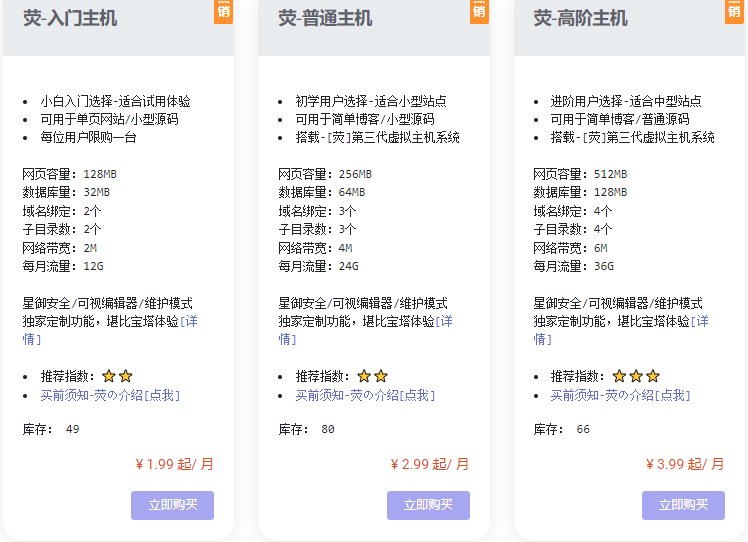 荧-入门主机
热销
小白入门选择-适合试用体验
可用于单页网站/小型源码
每位用户限购一台
网页容量: 128MB
数据库量: 32MB
域名绑定: 2个
子目录数: 2个
网络带宽: 2M
每月流量: 12G
星御安全/可视编辑器/维护模式
独家定制功能，堪比宝塔体验[详
情]
推荐指数: ⭐⭐
买前须知-荧の介绍[点我]
库存: 49
¥ 1.99 起/ 月
立即购买
荧-普通主机
热销
初学用户选择-适合小型站点
可用于简单博客/小型源码
搭载-[荧]第三代虚拟主机系统
网页容量: 256MB
数据库量: 64MB
域名绑定: 3个
子目录数: 3个
网络带宽: 4M
每月流量: 24G
星御安全/可视编辑器/维护模式
独家定制功能，堪比宝塔体验[详
情]
推荐指数: ⭐⭐
买前须知-荧の介绍[点我]
库存: 80
¥ 2.99 起/ 月
立即购买
荧-高阶主机
热销
进阶用户选择-适合中型站点
可用于简单博客/普通源码
搭载-[荧]第三代虚拟主机系统
网页容量: 512MB
数据库量: 128MB
域名绑定: 4个
子目录数: 4个
网络带宽: 6M
每月流量: 36G
星御安全/可视编辑器/维护模式
独家定制功能，堪比宝塔体验[详
情]
推荐指数: ⭐⭐⭐
买前须知-荧の介绍[点我]
库存: 66
¥ 3.99 起/ 月
立即购买